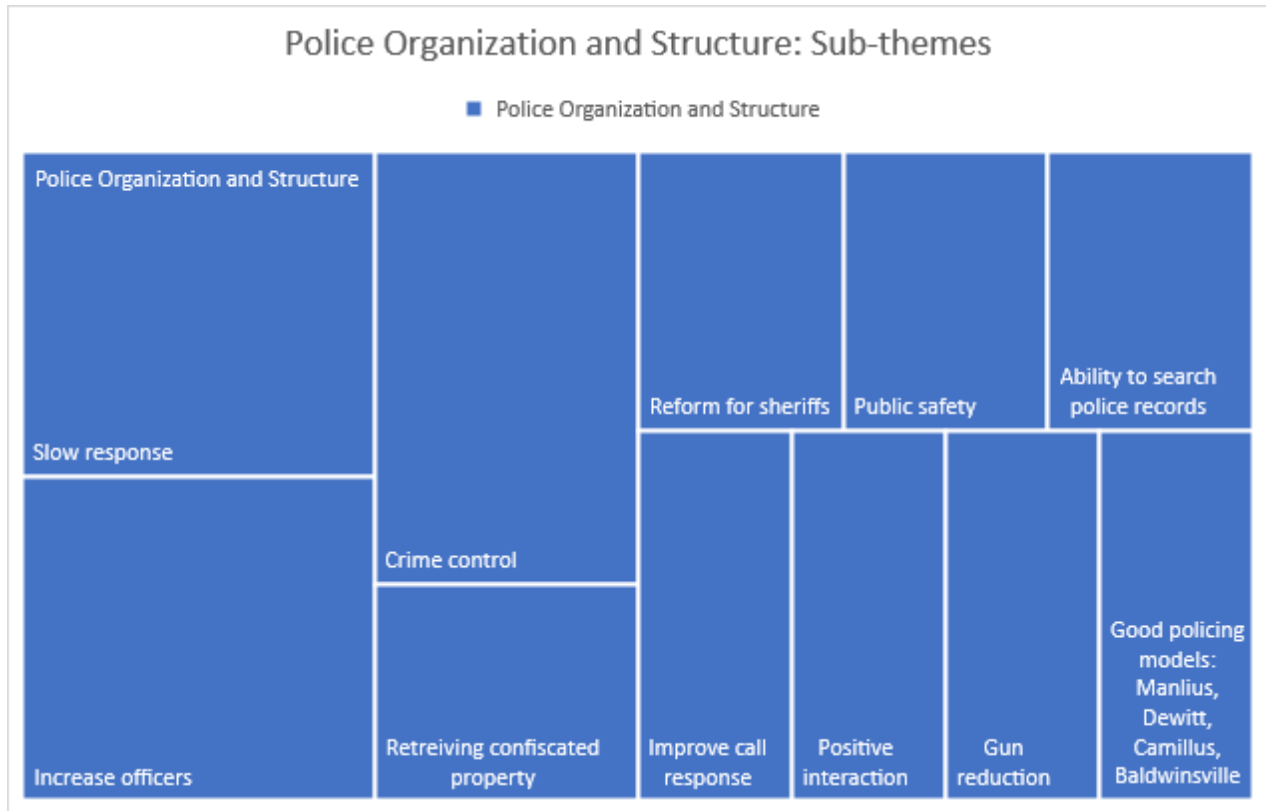 Police Organization and Structure: Sub-themes
Police Organization and Structure
Police Organization and Structure
Slow response
Increase officers
Crime control
Retreiving confiscated
property
Reform for sheriffs
Public safety
Ability to search
police records
Improve call
response
Positive
interaction
Gun
reduction
Good policing
models:
Manlius,
Dewitt,
Camillus,
Baldwinsville